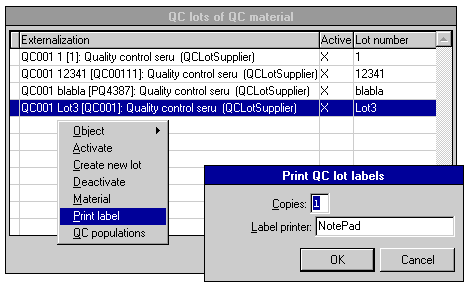 QC lots of QC material
Externalization Active Lot number
QC001 1 [1]: Quality control seru (QCLotSupplier) X 1
QC001 12341 [QC00111]: Quality control seru (QCLotSupplier) X 12341
QC001 blabla [PQ4387]: Quality control seru (QCLotSupplier) X blabla
QC001 Lot3 [QC001]: Quality control seru (QCLotSupplier) X Lot3
Object
Activate
Create new lot
Deactivate
Material
Print label
QC populations
Print QC lot labels
Copies: 1
Label printer: NotePad
OK Cancel